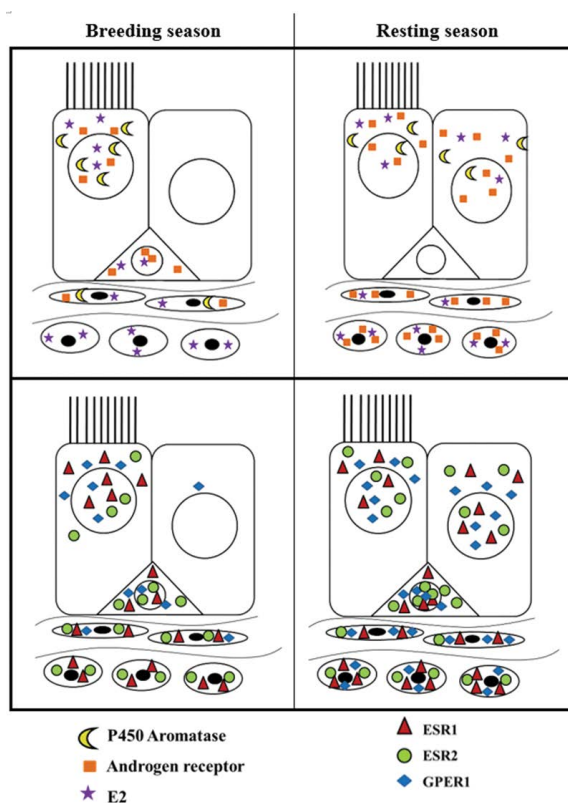 Breeding season
Resting season
P450 Aromatase
Androgen receptor
E2
ESR1
ESR2
GPER1